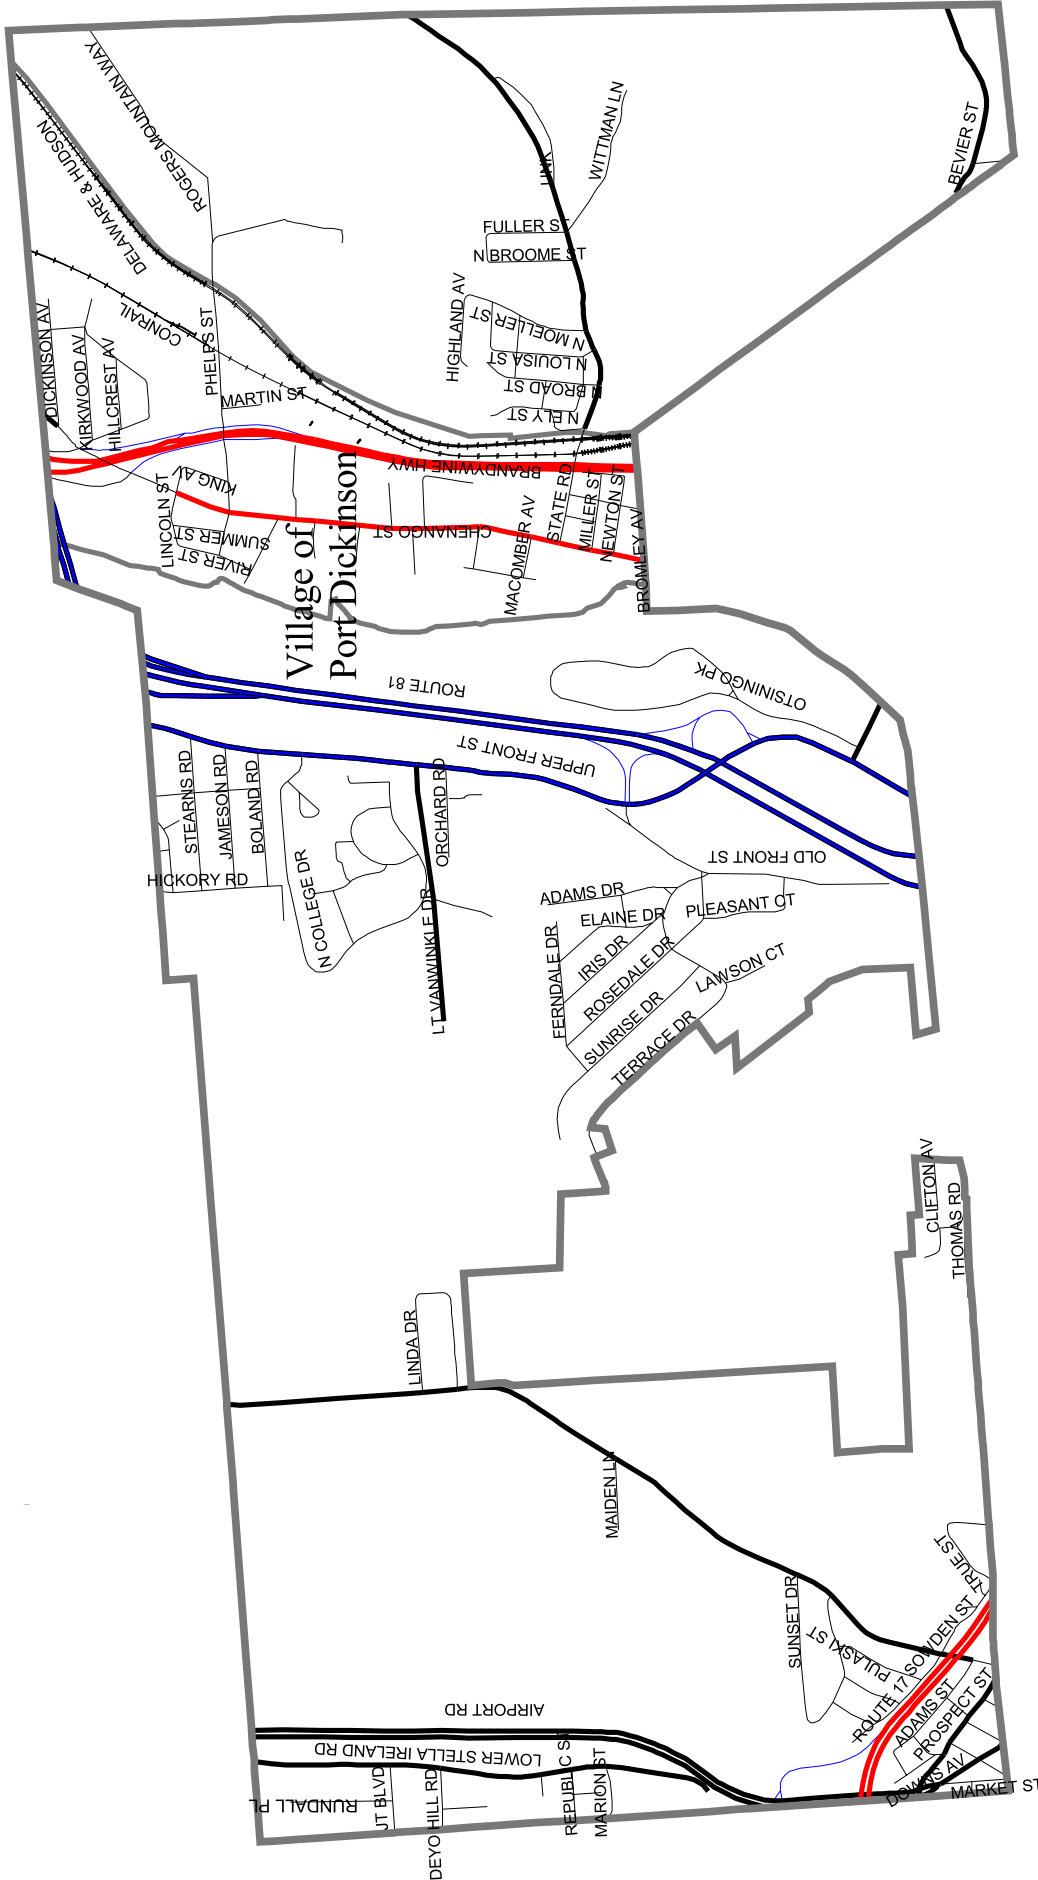 ROGERS MOUNTAIN WAY
DELAWARE & HUDSON
CONRAIL
WITTMAN LN
BEVIER ST
FULLER ST
N BROOME ST
HIGHLAND AV
N MOELLER ST
N LOUISA ST
N BROAD ST
N ELY ST
DICKINSON AV
KIRKWOOD AV
HILLCREST AV
PHELPS ST
MARTIN ST
BRANDYWINE HWY
KING AV
LINCOLN ST
SUMMER ST
RIVER ST
Village of
Port Dickinson
CHENANGO ST
MACOMBER AV
STATE RD
MILLER ST
NEWTON ST
BROMLEY AV
ROUTE 81
OTSININGO PK
UPPER FRONT ST
STEARNS RD
JAMESON RD
BOLAND RD
HICKORY RD
N COLLEGE DR
ORCHARD RD
LT VANWINKLE DR
OLD FRONT ST
ADAMS DR
ELAINE DR
PLEASANT CT
FERNDALE DR
IRIS DR
ROSEDALE DR
LAWSON CT
SUNRISE DR
TERRACE DR
CLIFTON AV
THOMAS RD
LINDA DR
MAIDEN LN
TRUE ST
SUNSET DR
PULASKI ST
SOWDEN ST
ROUTE 17
ADAMS ST
PROSPECT ST
DOWNS AV
MARKET ST
AIRPORT RD
LOWER STELLA IRELAND RD
RUNDALL PL
JT BLVD
DEYO HILL RD
REPUBLIC ST
MARION ST